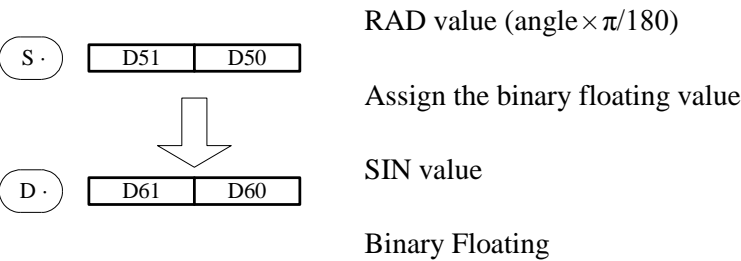 RAD value (angle×π/180)
S · D51 D50
Assign the binary floating value
SIN value
D · D61 D60
Binary Floating